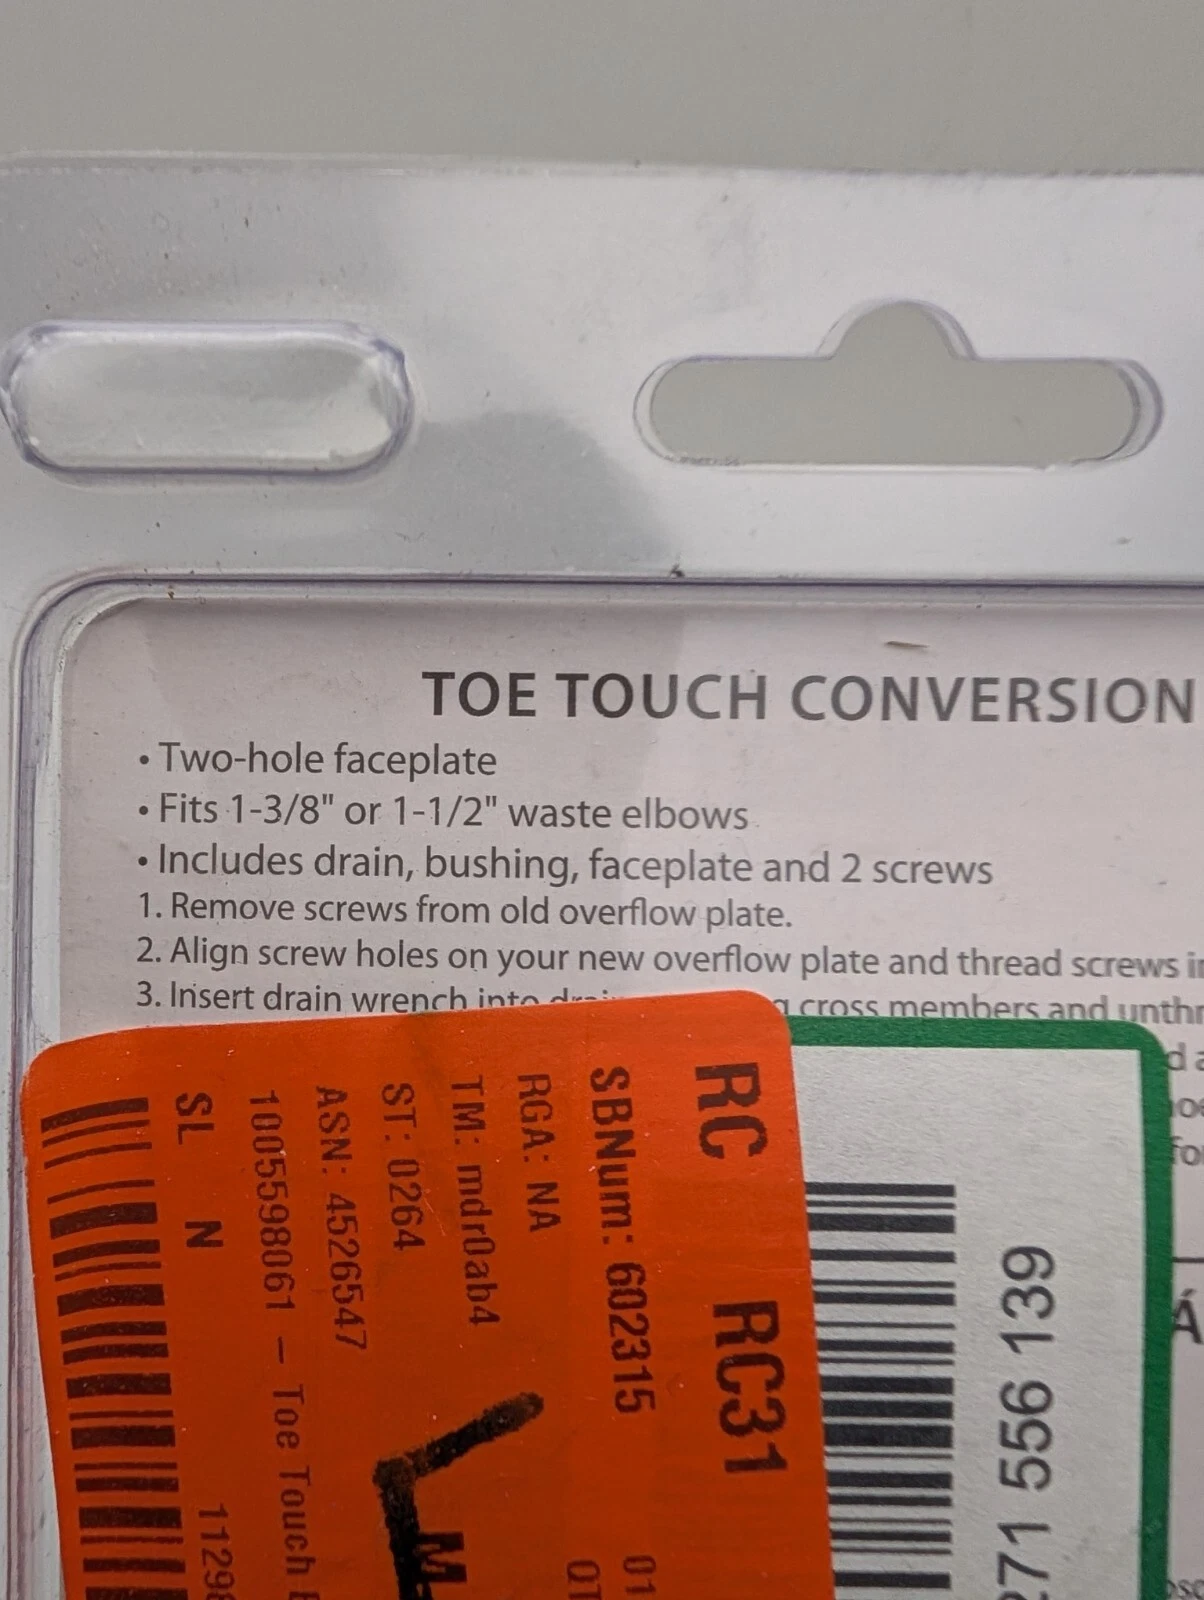 TOE TOUCH CONVERSION
• Two-hole faceplate
• Fits 1-3/8" or 1-1/2" waste elbows
• Includes drain, bushing, faceplate and 2 screws
1. Remove screws from old overflow plate.
2. Align screw holes on your new overflow plate and thread screws
3. Insert drain wrench into cross members and
RC RC31
SBNum: 602315
RGA: NA
TM: mdr0ab4
ST: 0264
ASN: 4526547
1005598061 - Toe Touch
SL N
271 556 139